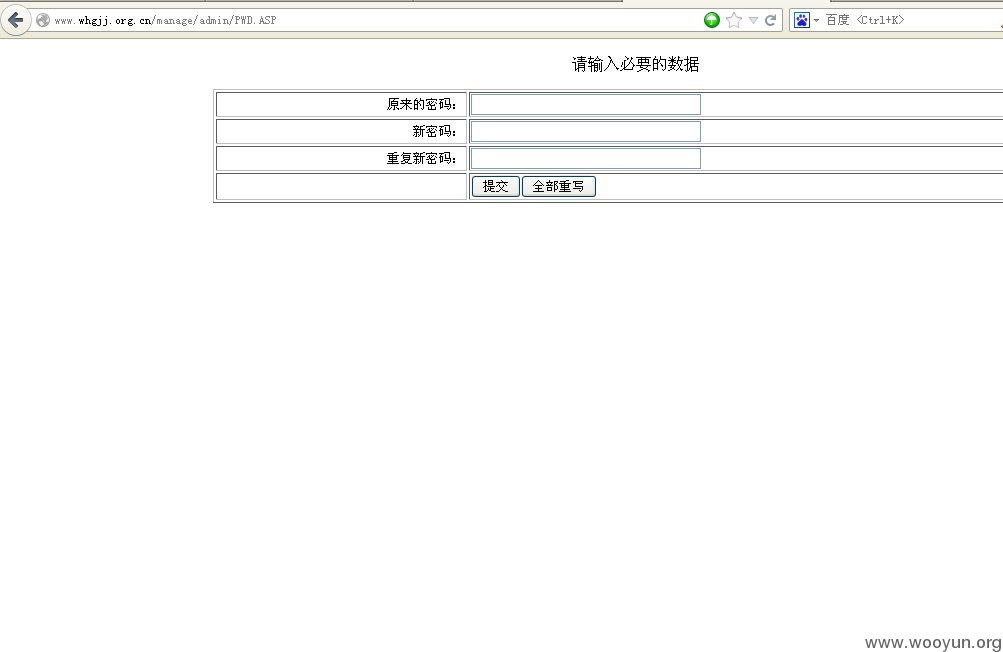 www.whgjj.org.cn/manage/admin/PWD.ASP
百度 <Ctrl+K>
请输入必要的数据
原来的密码：
新密码：
重复新密码：
提交 全部重写
www.wooyun.org